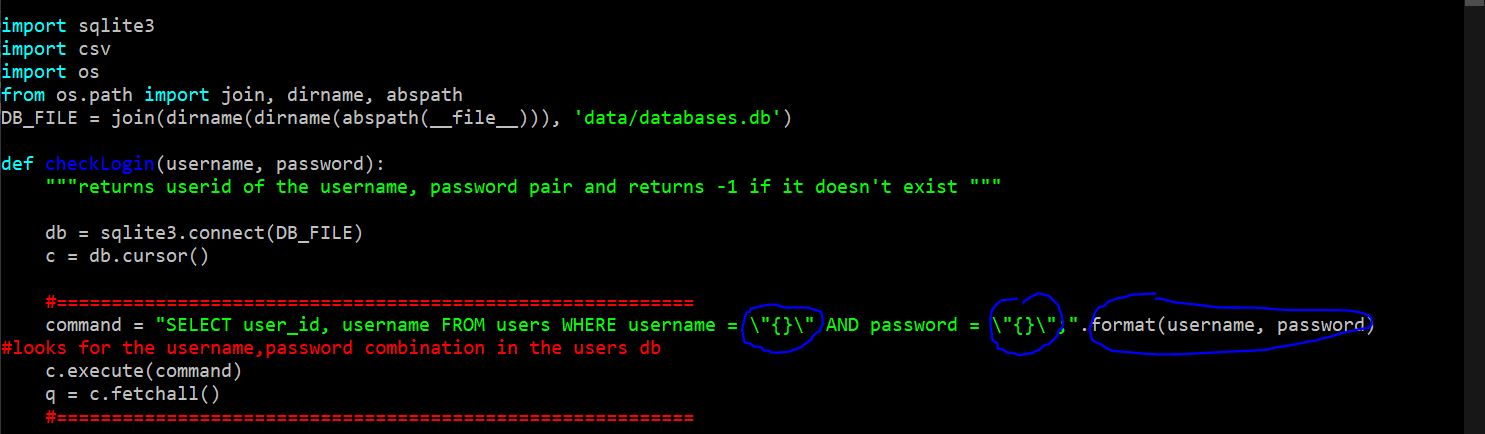 import sqlite3
import csv
import os
from os.path import join, dirname, abspath
DB_FILE = join(dirname(dirname(abspath(__file__))), 'data/databases.db')
def checkLogin(username, password):
"""returns userid of the username, password pair and returns -1 if it doesn't exist """
db = sqlite3.connect(DB_FILE)
c = db.cursor()
#==========================================================
command = "SELECT user_id, username FROM users WHERE username = \"{}\" AND password = \"{}\";".format(username, password)
#looks for the username,password combination in the users db
c.execute(command)
q = c.fetchall()
#==========================================================